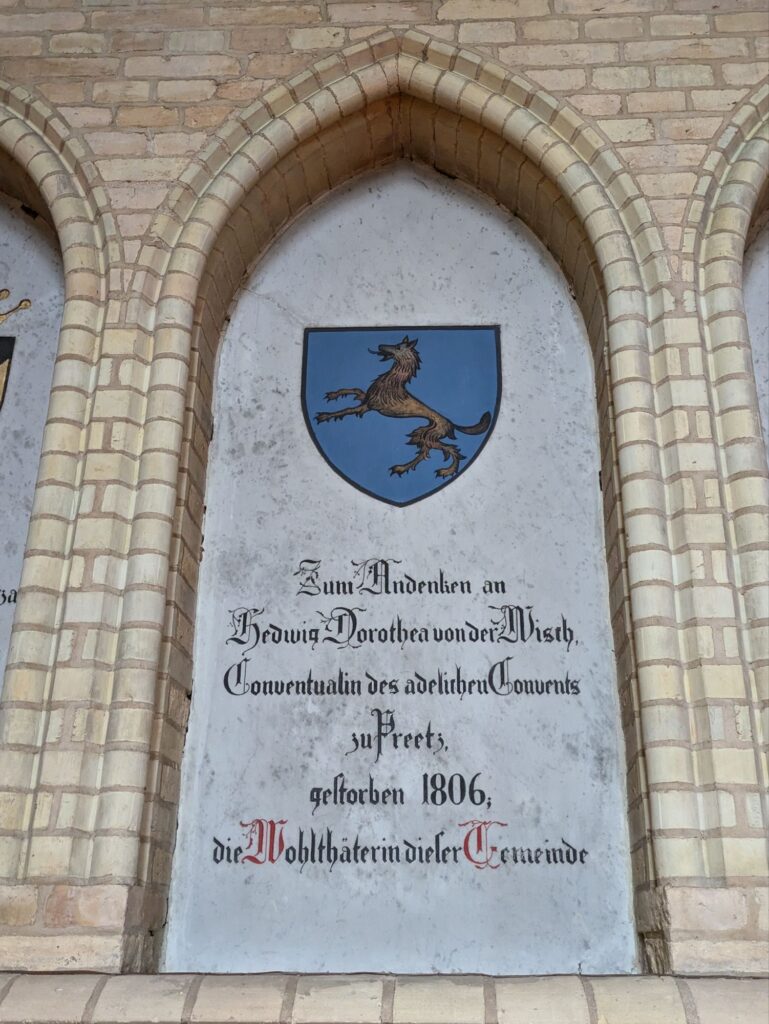 za
Zum Andenken an
Hedwig Dorothea von der Wisch,
Conventualin des adelichen Convents
zu Preetz,
gestorben 1806;
die Wohlthäterin dieser Gemeinde